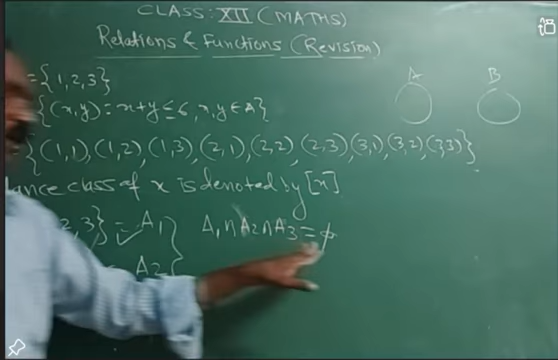 CLASS: XII (MATHS)
Relations & Functions (Revision)
={1,2,3}
A B
{(x,y) = x+y≤6, x,y∈A}
{(1,1),(1,2),(1,3),(2,1),(2,2),(2,3),(3,1),(3,2),(3,3)}
class of x is denoted by [x]
2,3} = A1 } A1∩A2∩A3=ϕ
A2